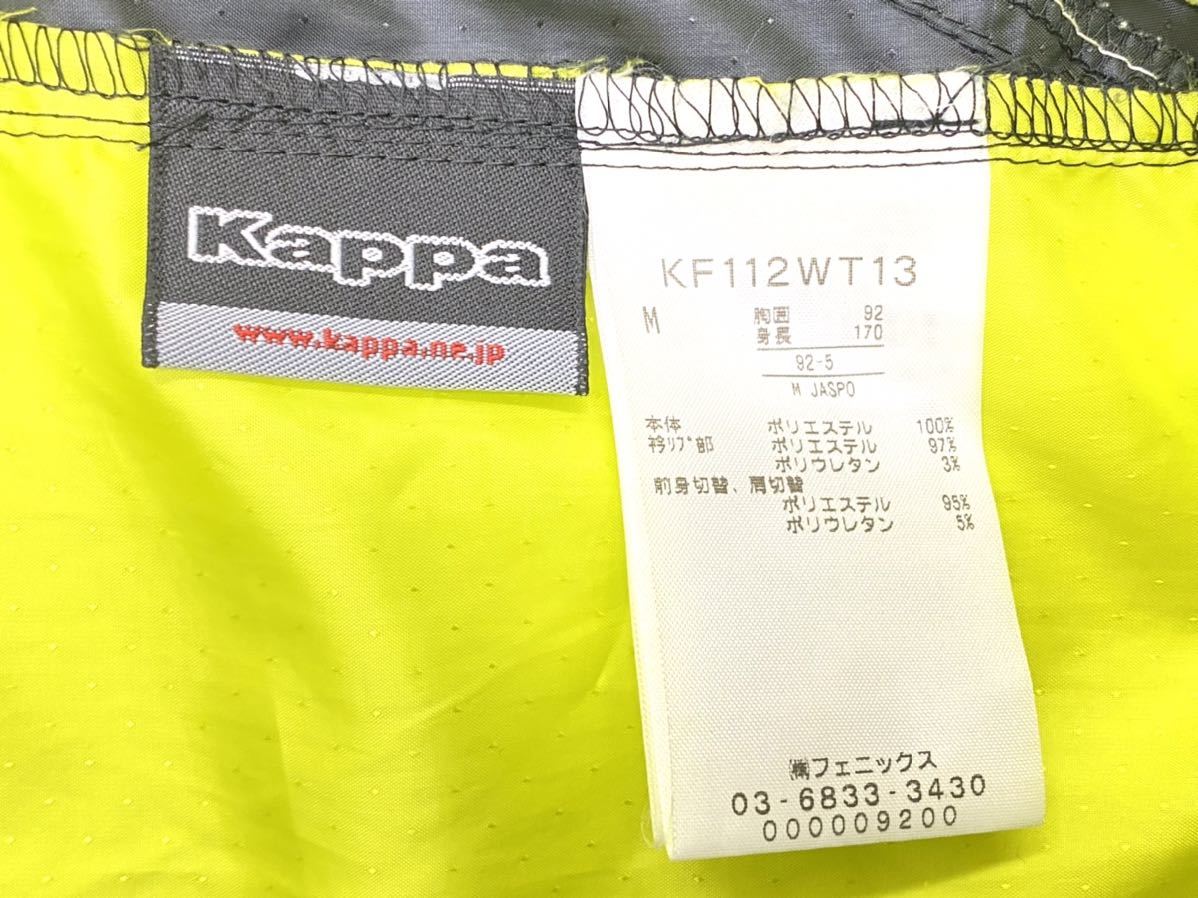 Kappa
www.kappa.ne.jp
KF112WT13
M 胸囲 92
身長 170
92-5
M JASPO
本体 ポリエステル 100%
衿ﾘﾌﾞ部 ポリエステル 97%
ポリウレタン 3%
前身切替、肩切替
ポリエステル 95%
ポリウレタン 5%
㈱フェニックス
03-6833-3430
000009200